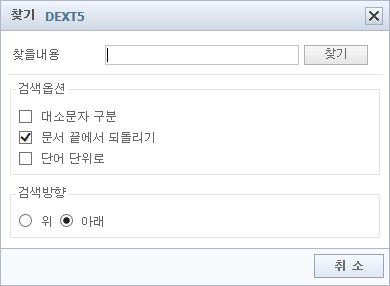 찾기 DEXT5
찾을내용 찾기
검색옵션
대소문자 구분
문서 끝에서 되돌리기
단어 단위로
검색방향
위 아래
취 소